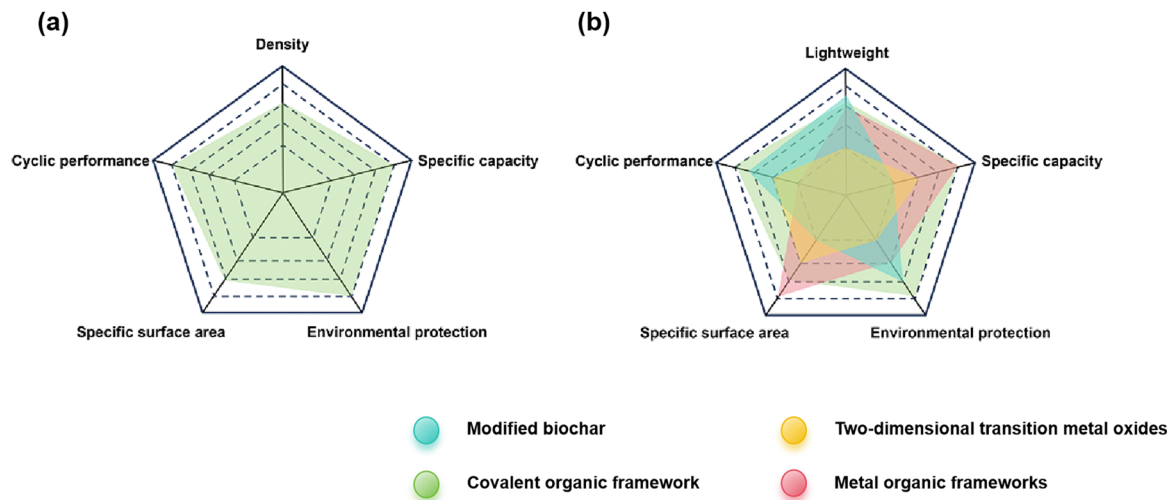 (a)
(b)
Density
Lightweight
Cyclic performance
Specific capacity
Cyclic performance
Specific capacity
Specific surface area
Environmental protection
Specific surface area
Environmental protection
Modified biochar
Two-dimensional transition metal oxides
Covalent organic framework
Metal organic frameworks